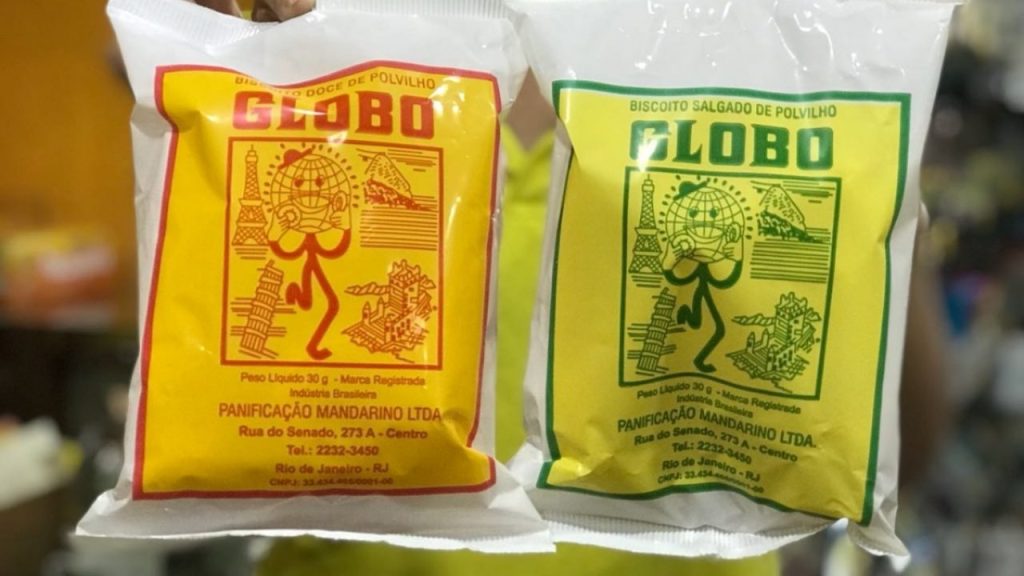 BISCOITO DOCE DE POLVILHO
GLOBO
Peso Líquido 30 g - Marca Registrada
Indústria Brasileira
PANIFICAÇÃO MANDARINO LTDA
Rua do Senado, 273 A - Centro
Tel.: 2232-3450
Rio de Janeiro - RJ
BISCOITO SALGADO DE POLVILHO
GLOBO
Peso Líquido 30 g - Marca Registrada
Indústria Brasileira
PANIFICAÇÃO MANDARINO LTDA.
Rua do Senado, 273 A - Centro
Tel.: 2232-3450
Rio de Janeiro - RJ